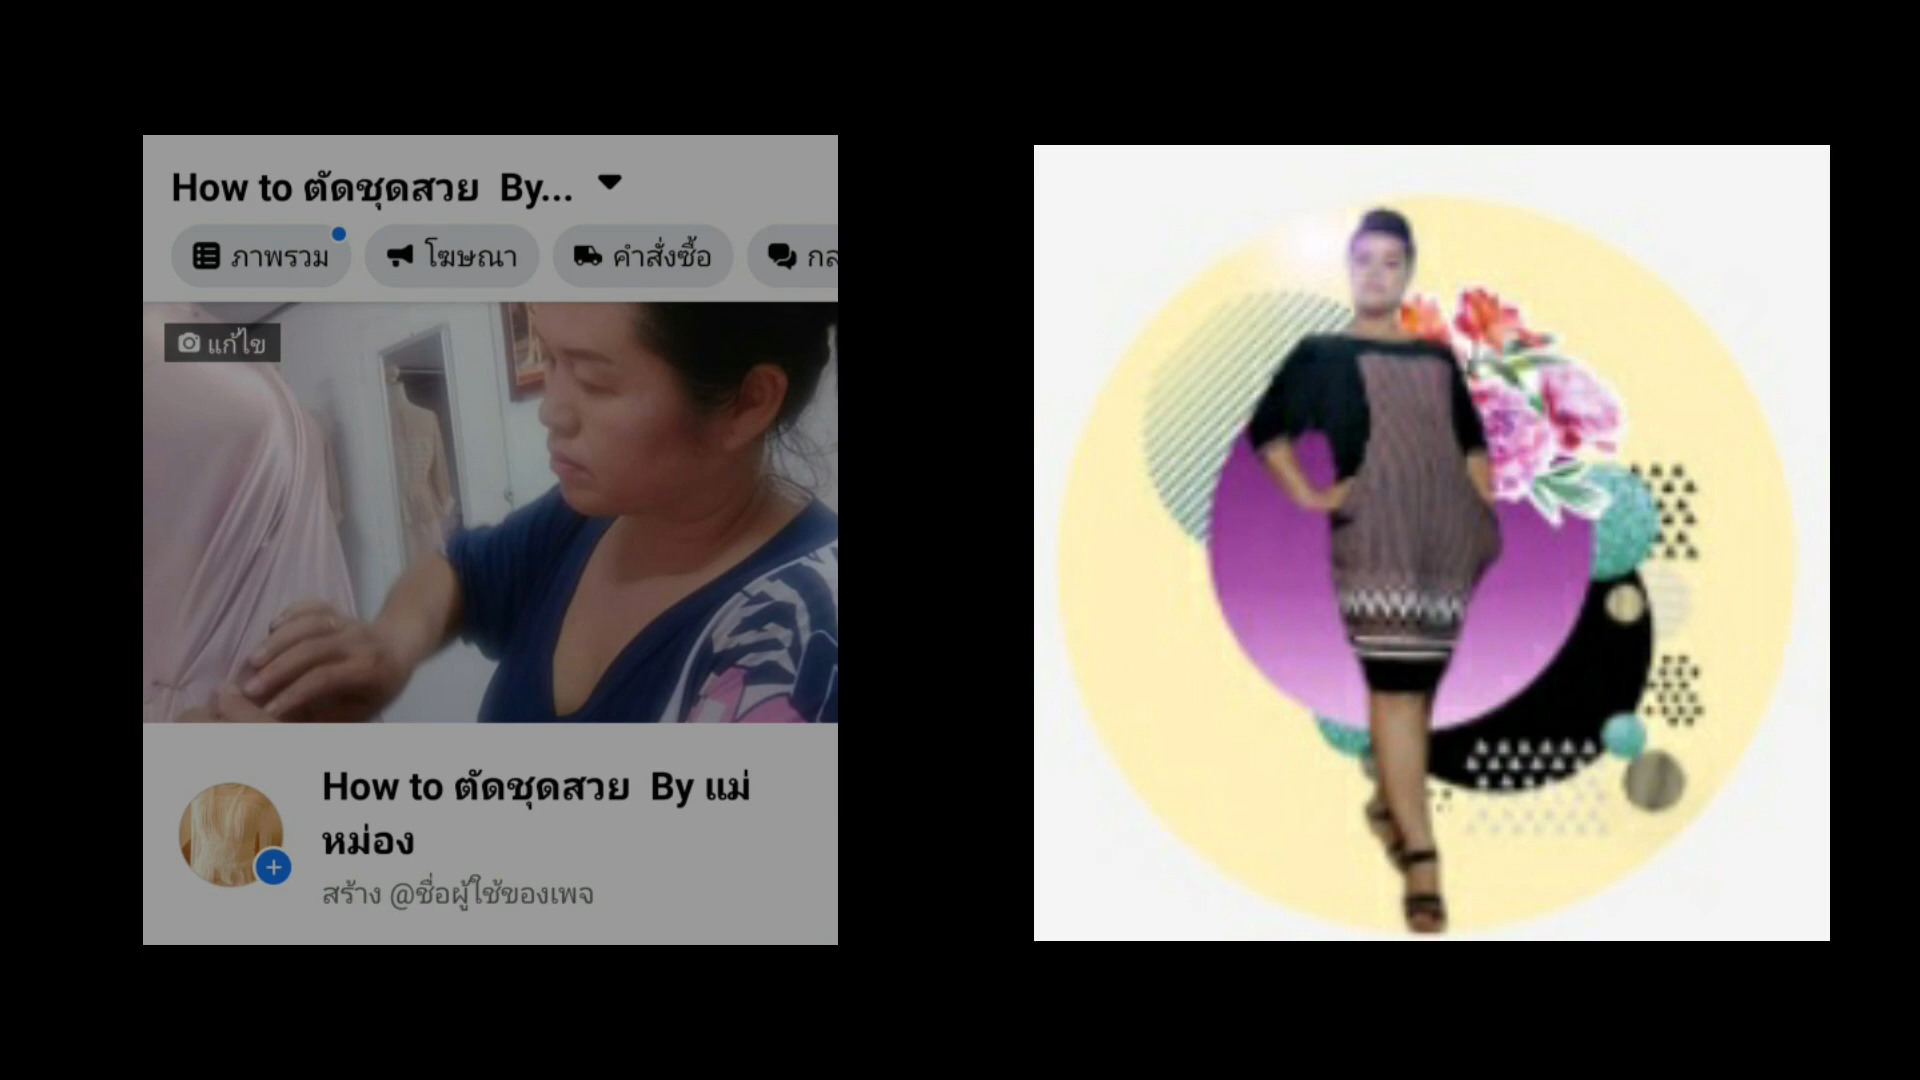 How to ตัดชุดสวย By...
ภาพรวม
โฆษณา
คำสั่งซื้อ
แก้ไข
How to ตัดชุดสวย By แม่
หม่อง
สร้าง @ชื่อผู้ใช้ของเพจ